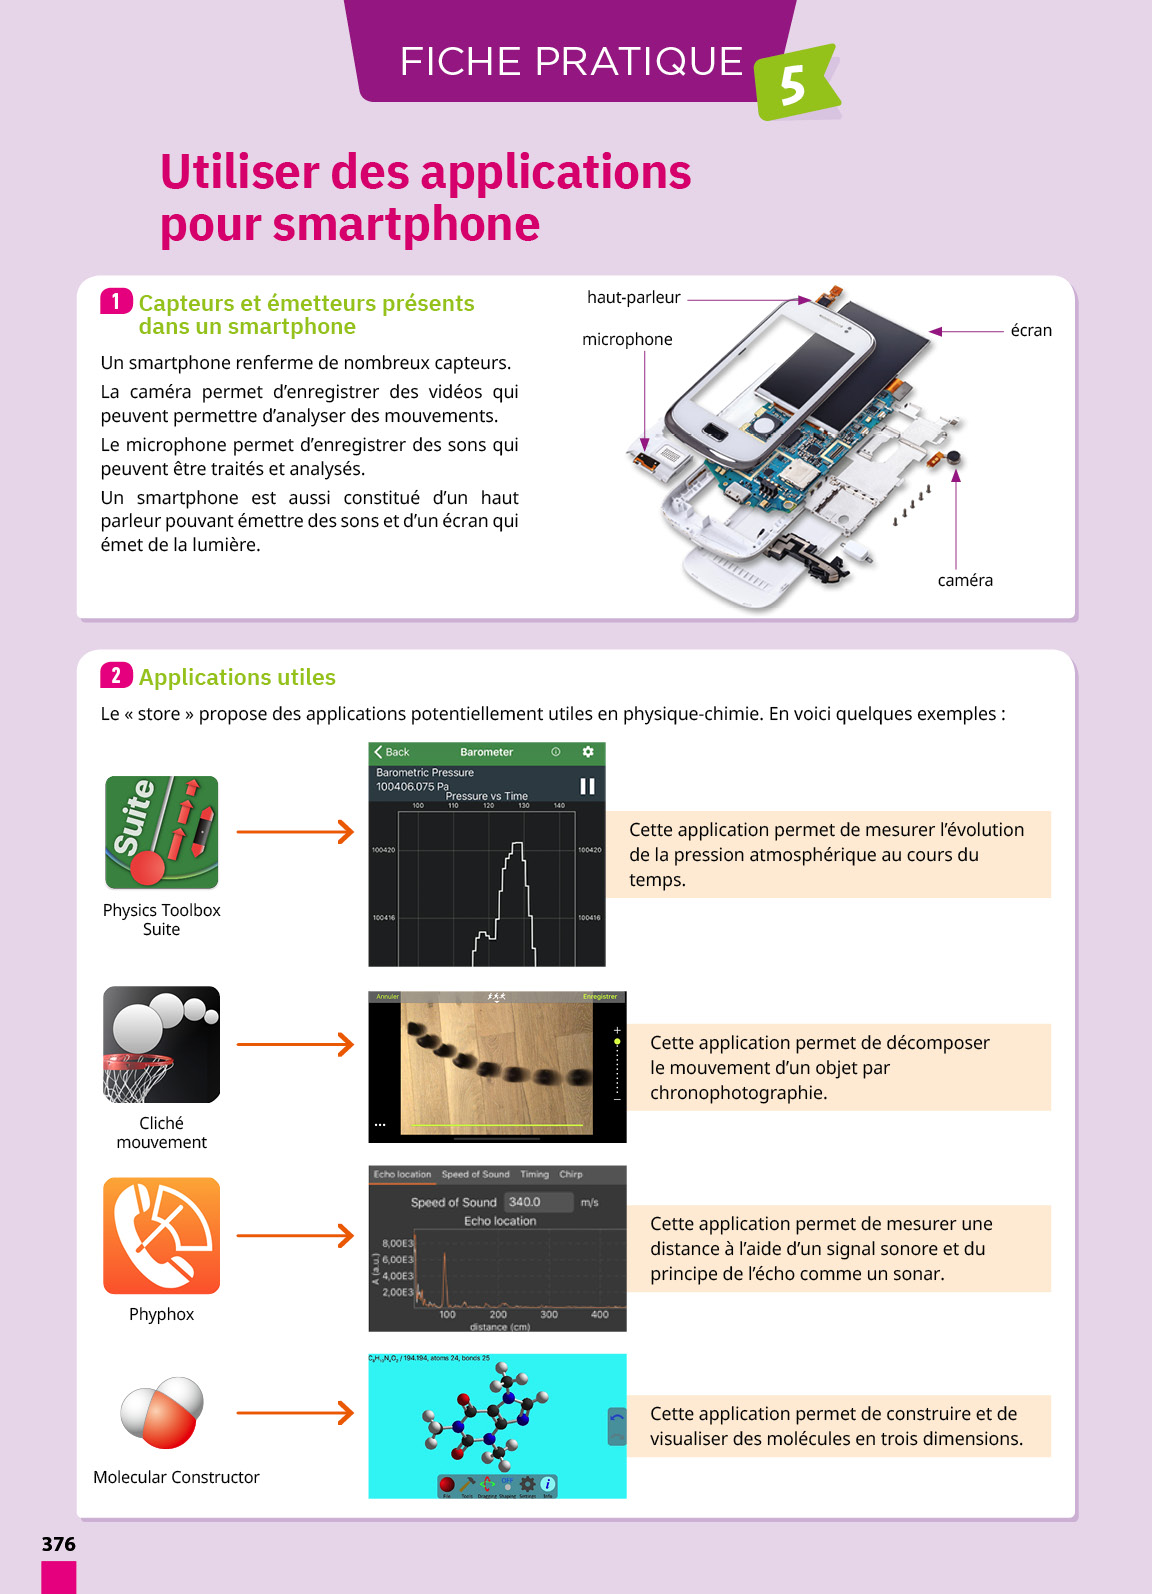 FICHE PRATIQUE
5
Utiliser des applications
pour smartphone
1 Capteurs et émetteurs présents
dans un smartphone
Un smartphone renferme de nombreux capteurs.
La caméra permet d’enregistrer des vidéos qui
peuvent permettre d’analyser des mouvements.
Le microphone permet d’enregistrer des sons qui
peuvent être traités et analysés.
Un smartphone est aussi constitué d’un haut
parleur pouvant émettre des sons et d’un écran qui
émet de la lumière.
haut-parleur
microphone
écran
caméra
2 Applications utiles
Le « store » propose des applications potentiellement utiles en physique-chimie. En voici quelques exemples :
Suite
Physics Toolbox
Suite
Back Barometer
Barometric Pressure
100406.075 Pa
Pressure vs Time
100 110 120 130 140
100420 100420
100416 100416
Cette application permet de mesurer l’évolution
de la pression atmosphérique au cours du
temps.
Cliché
mouvement
Annuler Enregistrer
Cette application permet de décomposer
le mouvement d’un objet par
chronophotographie.
Phyphox
Echo location Speed of Sound Timing Chirp
Speed of Sound 340.0 m/s
Echo location
8,00E3
6,00E3
4,00E3
2,00E3
A (a.u.)
100 200 300 400
distance (cm)
Cette application permet de mesurer une
distance à l’aide d’un signal sonore et du
principe de l’écho comme un sonar.
Molecular Constructor
C₈H₁₀N₄O₂ / 194.194, atoms 24, bonds 25
OFF
File Tools Dragging Shaping Settings Info
Cette application permet de construire et de
visualiser des molécules en trois dimensions.
376